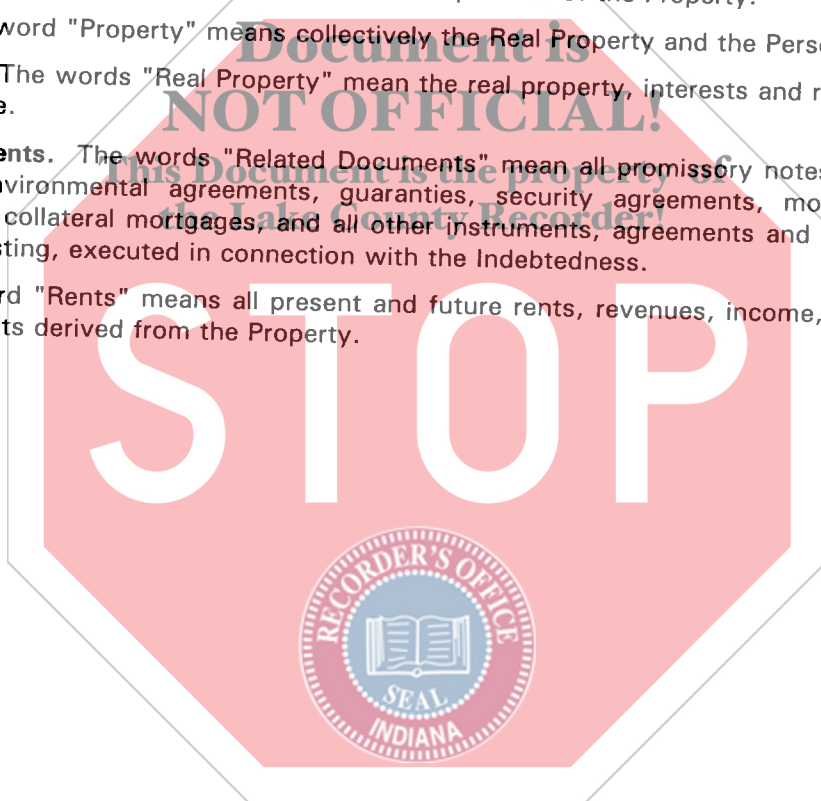 the Property.
word "Property" means collectively the Real Property and the Pers
Document is
The words "Real Property" mean the real property, interests and r
NOT OFFICIAL!
e.
ents. The words "Related Documents" mean all promissory notes
This Document is the property of
vironmental agreements, guaranties, security agreements, mo
the Lake County Recorder!
collateral mortgages, and all other instruments, agreements and
sting, executed in connection with the Indebtedness.
rd "Rents" means all present and future rents, revenues, income,
ts derived from the Property.
STOP
RECORDER'S OFFICE
SEAL
INDIANA